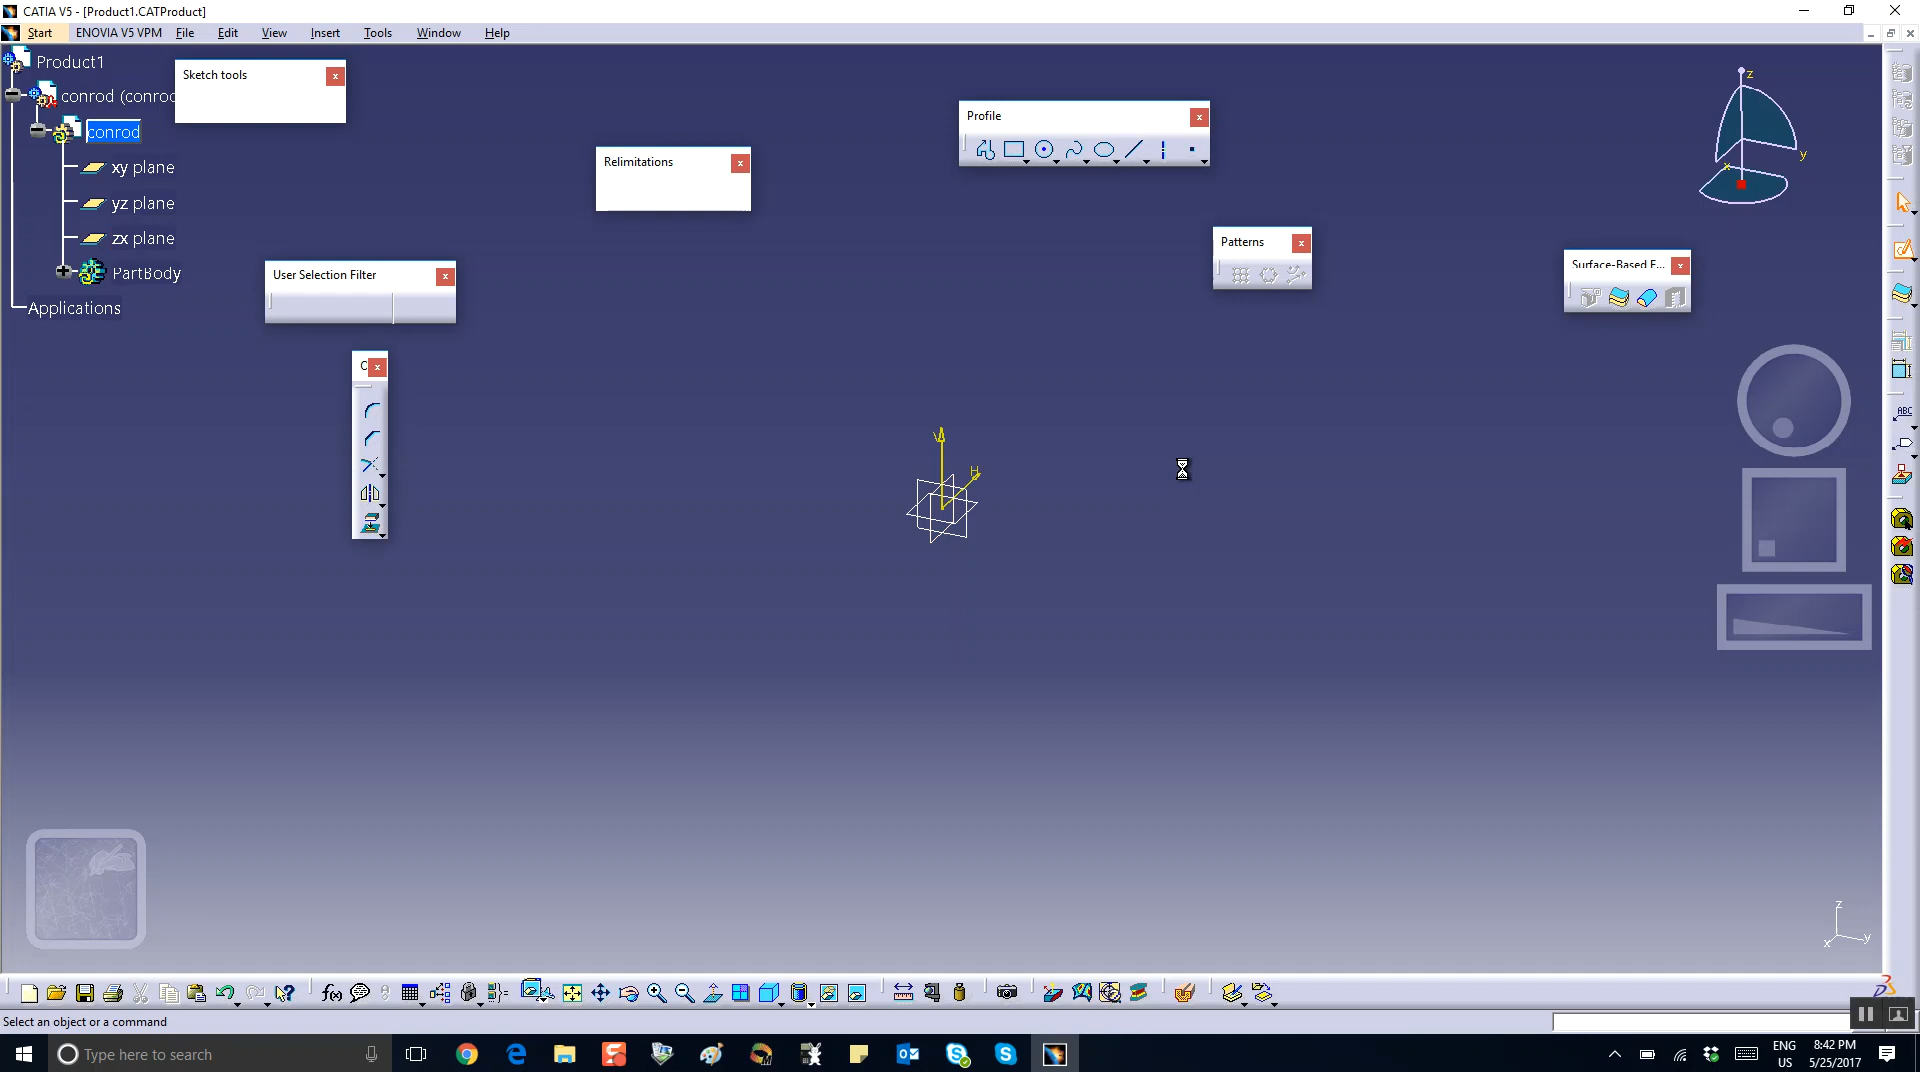 CATIA V5 - [Product1.CATProduct]
Start ENOVIA V5 VPM File Edit View Insert Tools Window Help
Product1
conrod (conrod
conrod
xy plane
yz plane
zx plane
PartBody
Applications
Sketch tools
Relimitations
Profile
Patterns
Surface-Based F...
User Selection Filter
z
y
x
V
H
ABC
f(x)
z
x
y
Select an object or a command
Type here to search
ENG
US
8:42 PM
5/25/2017